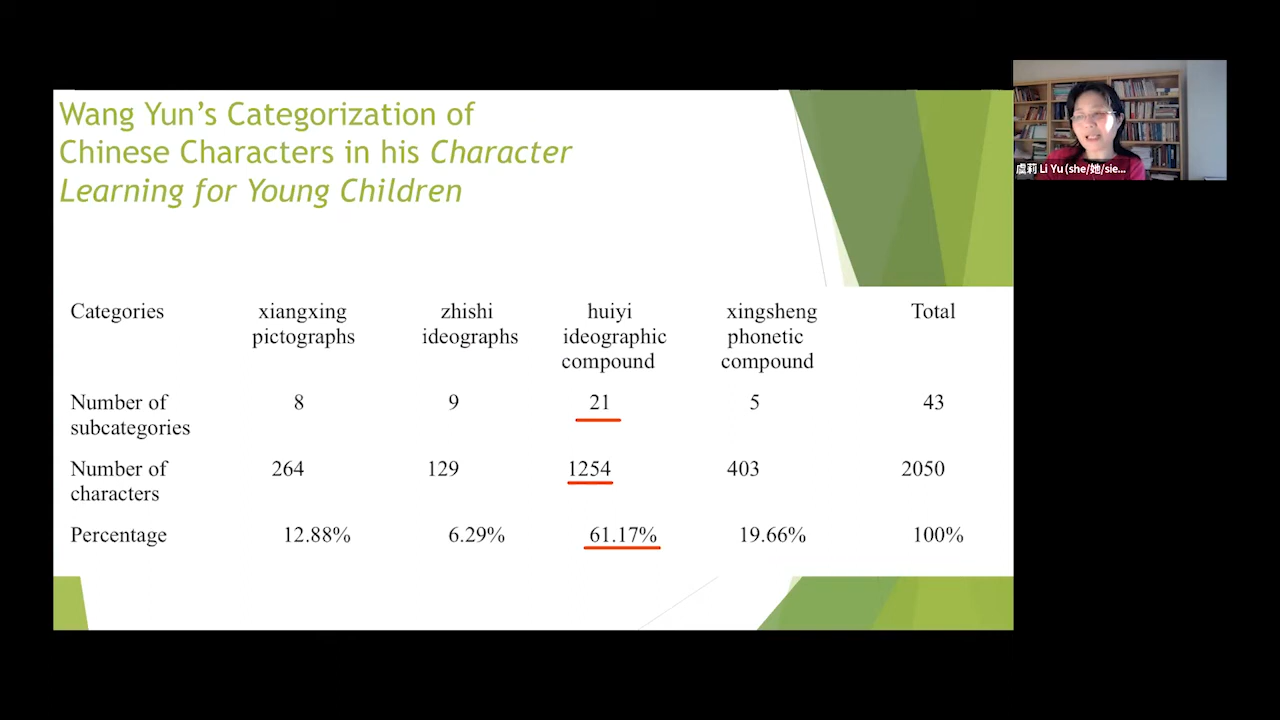 Wang Yun's Categorization of
Chinese Characters in his Character
Learning for Young Children
虞莉 Li Yu (she/她/sie...
Categories xiangxing zhishi huiyi xingsheng Total
pictographs ideographs ideographic phonetic
compound compound
Number of 8 9 21 5 43
subcategories
Number of 264 129 1254 403 2050
characters
Percentage 12.88% 6.29% 61.17% 19.66% 100%